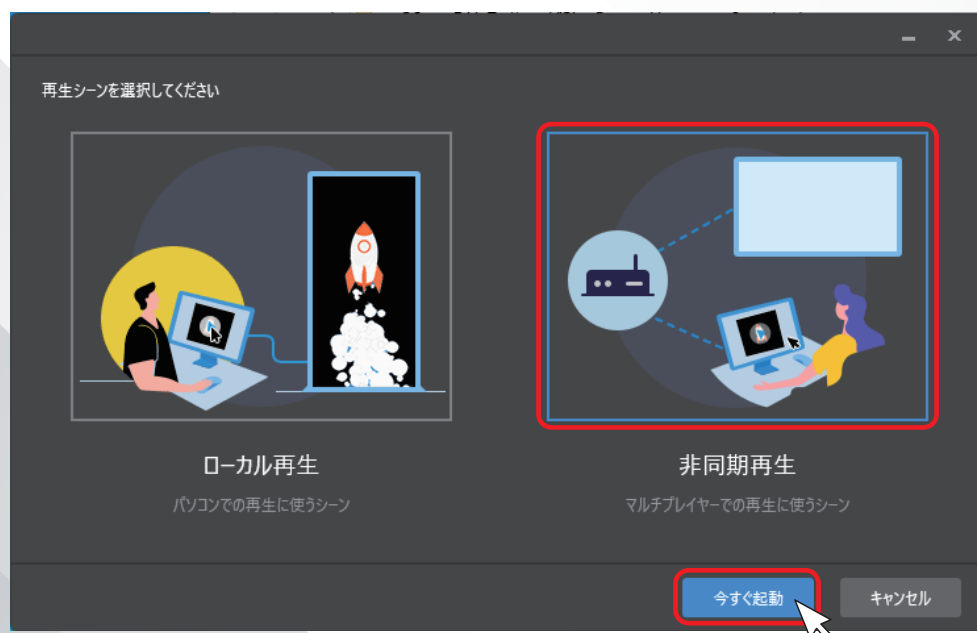 再生シーンを選択してください
ローカル再生
パソコンでの再生に使うシーン
非同期再生
マルチプレイヤーでの再生に使うシーン
今すぐ起動
キャンセル